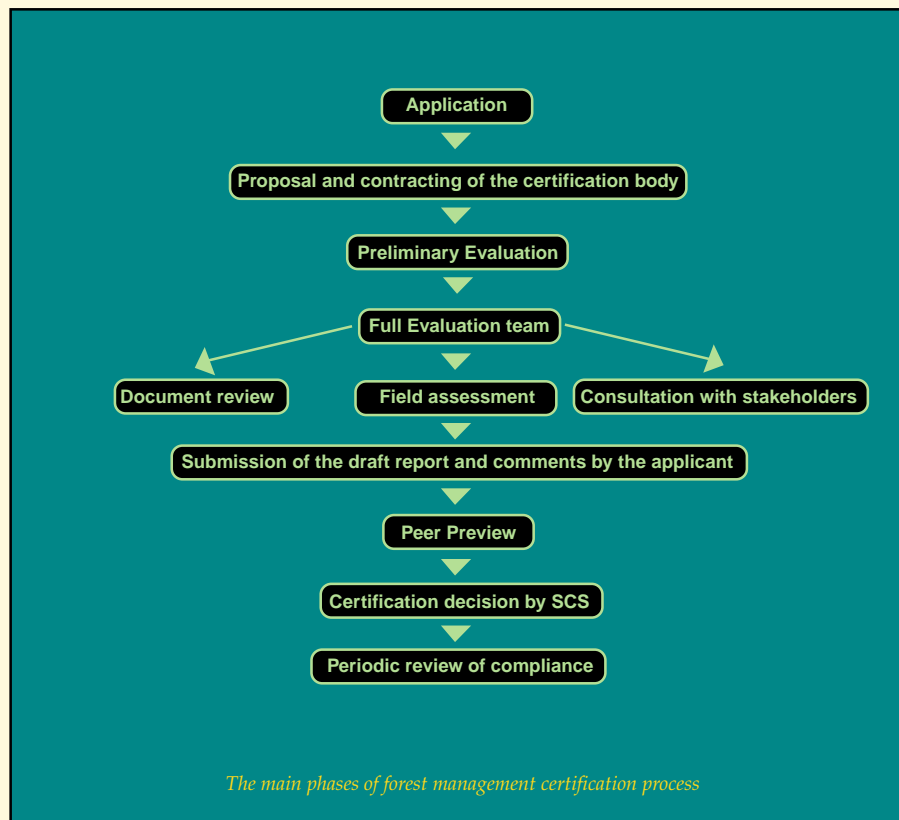 Application
Proposal and contracting of the certification body
Preliminary Evaluation
Full Evaluation team
Document review
Field assessment
Consultation with stakeholders
Submission of the draft report and comments by the applicant
Peer Preview
Certification decision by SCS
Periodic review of compliance
The main phases of forest management certification process